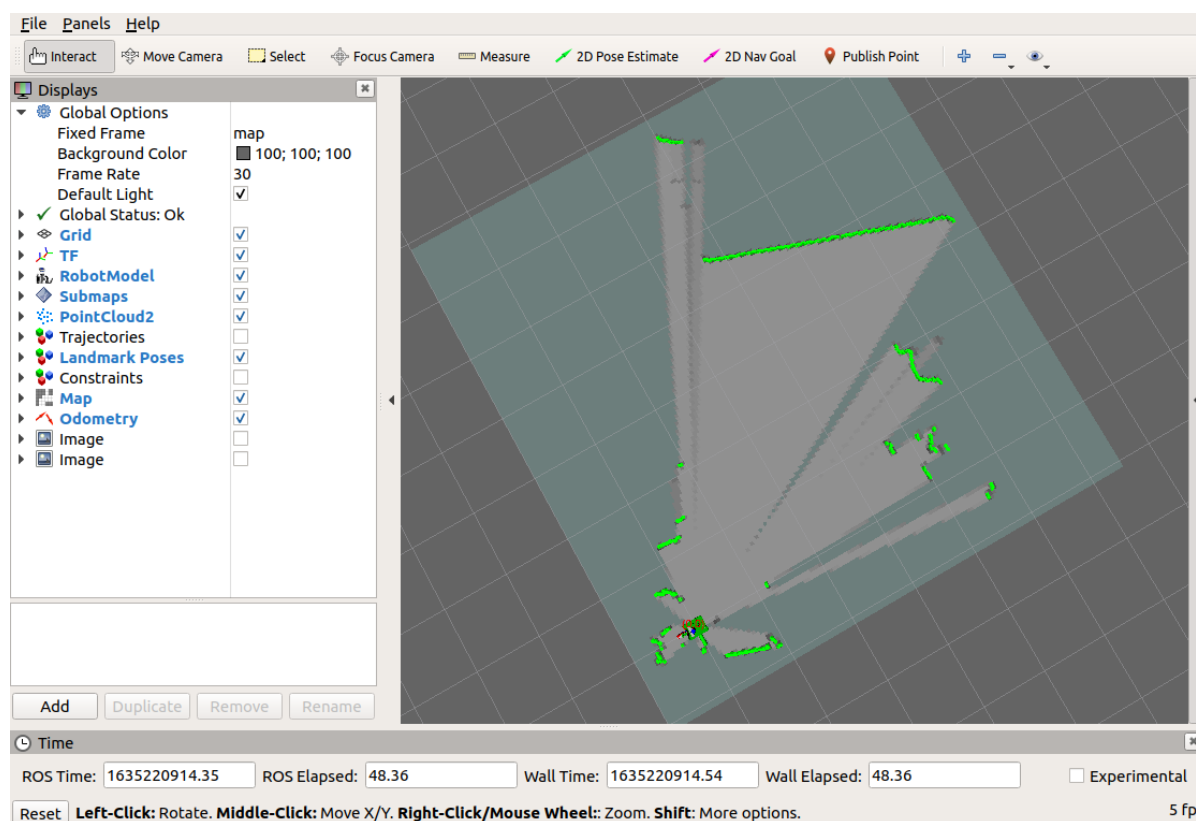 File Panels Help
Interact Move Camera Select Focus Camera Measure 2D Pose Estimate 2D Nav Goal Publish Point
Displays
Global Options
Fixed Frame map
Background Color 100; 100; 100
Frame Rate 30
Default Light
Global Status: Ok
Grid
TF
RobotModel
Submaps
PointCloud2
Trajectories
Landmark Poses
Constraints
Map
Odometry
Image
Image
Add Duplicate Remove Rename
Time
ROS Time: 1635220914.35 ROS Elapsed: 48.36 Wall Time: 1635220914.54 Wall Elapsed: 48.36 Experimental
Reset Left-Click: Rotate. Middle-Click: Move X/Y. Right-Click/Mouse Wheel:: Zoom. Shift: More options. 5 fp